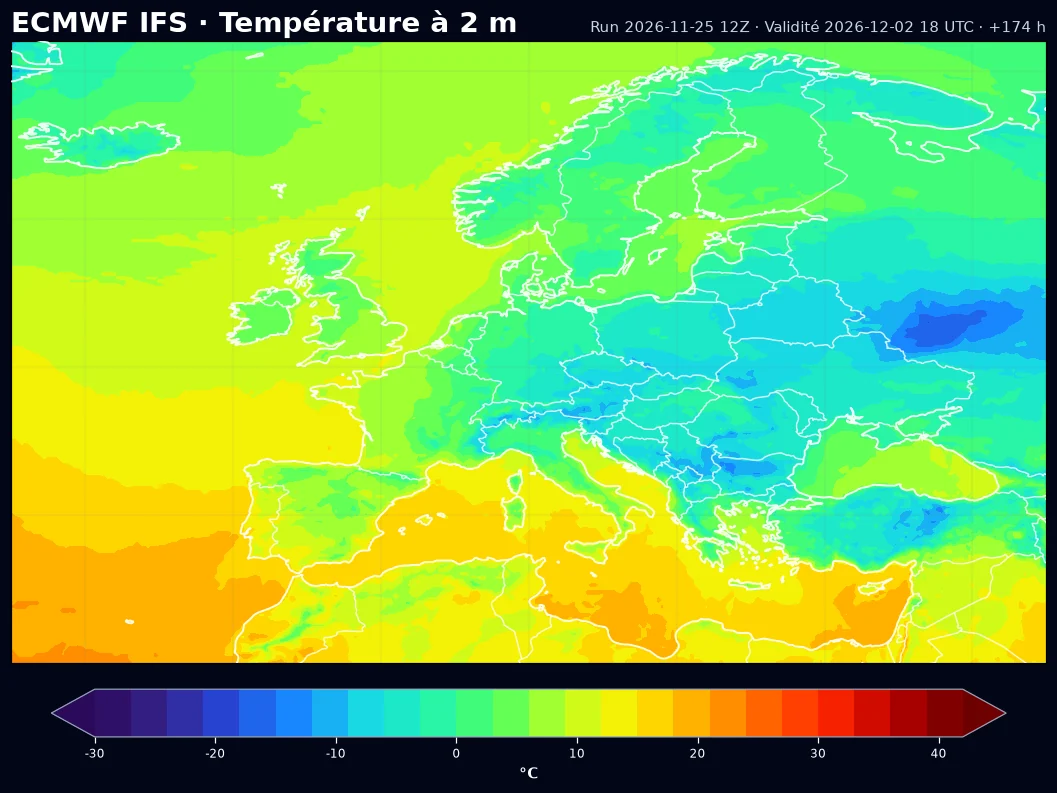 ECMWF IFS · Température à 2 m
Run 2026-11-25 12Z · Validité 2026-12-02 18 UTC · +174 h
-30 -20 -10 0 10 20 30 40
°C